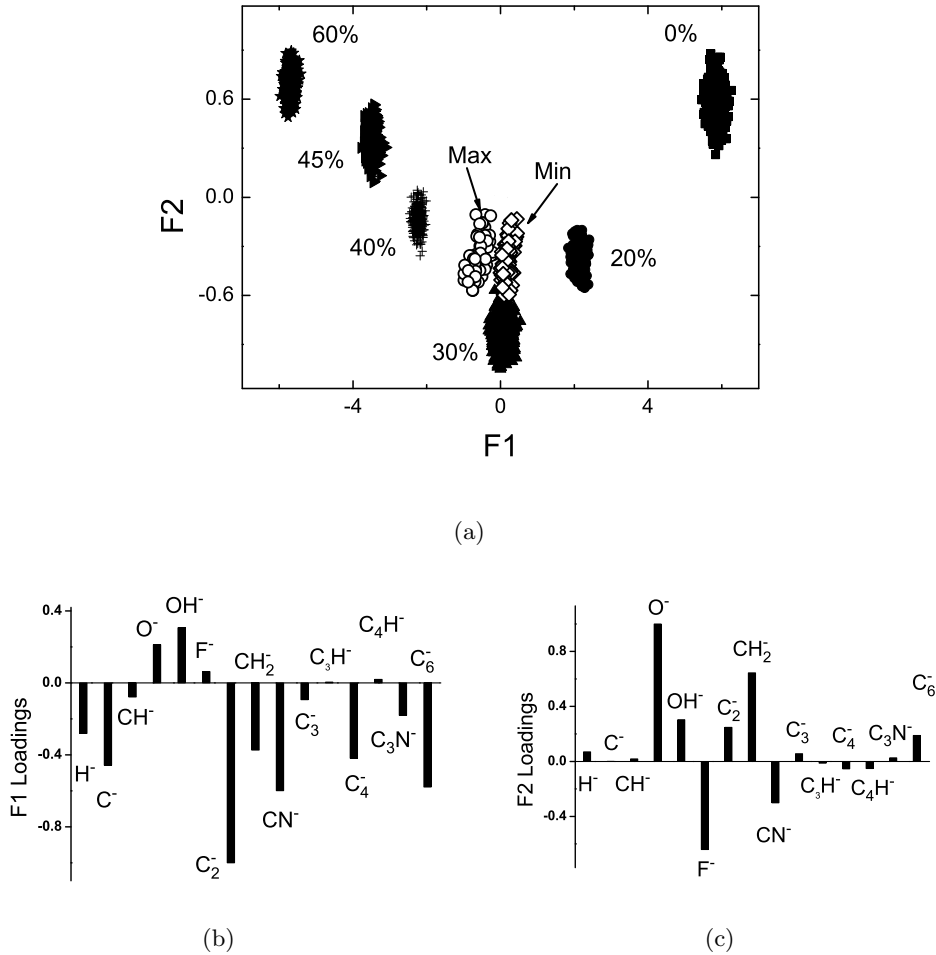 60%
0%
0.6
Max
45%
Min
F2
0.0
40%
20%
-0.6
30%
-4
0
4
F1
(a)
0.4
OH⁻
O⁻
C₄H⁻
F⁻
CH₂⁻
C₃H⁻
C₆⁻
0.0
F1 Loadings
CH⁻
H⁻
C⁻
C₃⁻
C₃N⁻
-0.4
C₄⁻
CN⁻
-0.8
C₂⁻
(b)
O⁻
0.8
CH₂⁻
OH⁻
C₆⁻
0.4
C₂⁻
C⁻
C₃⁻
C₄⁻
C₃N⁻
0.0
F2 Loadings
H⁻
CH⁻
C₃H⁻
C₄H⁻
-0.4
CN⁻
F⁻
(c)